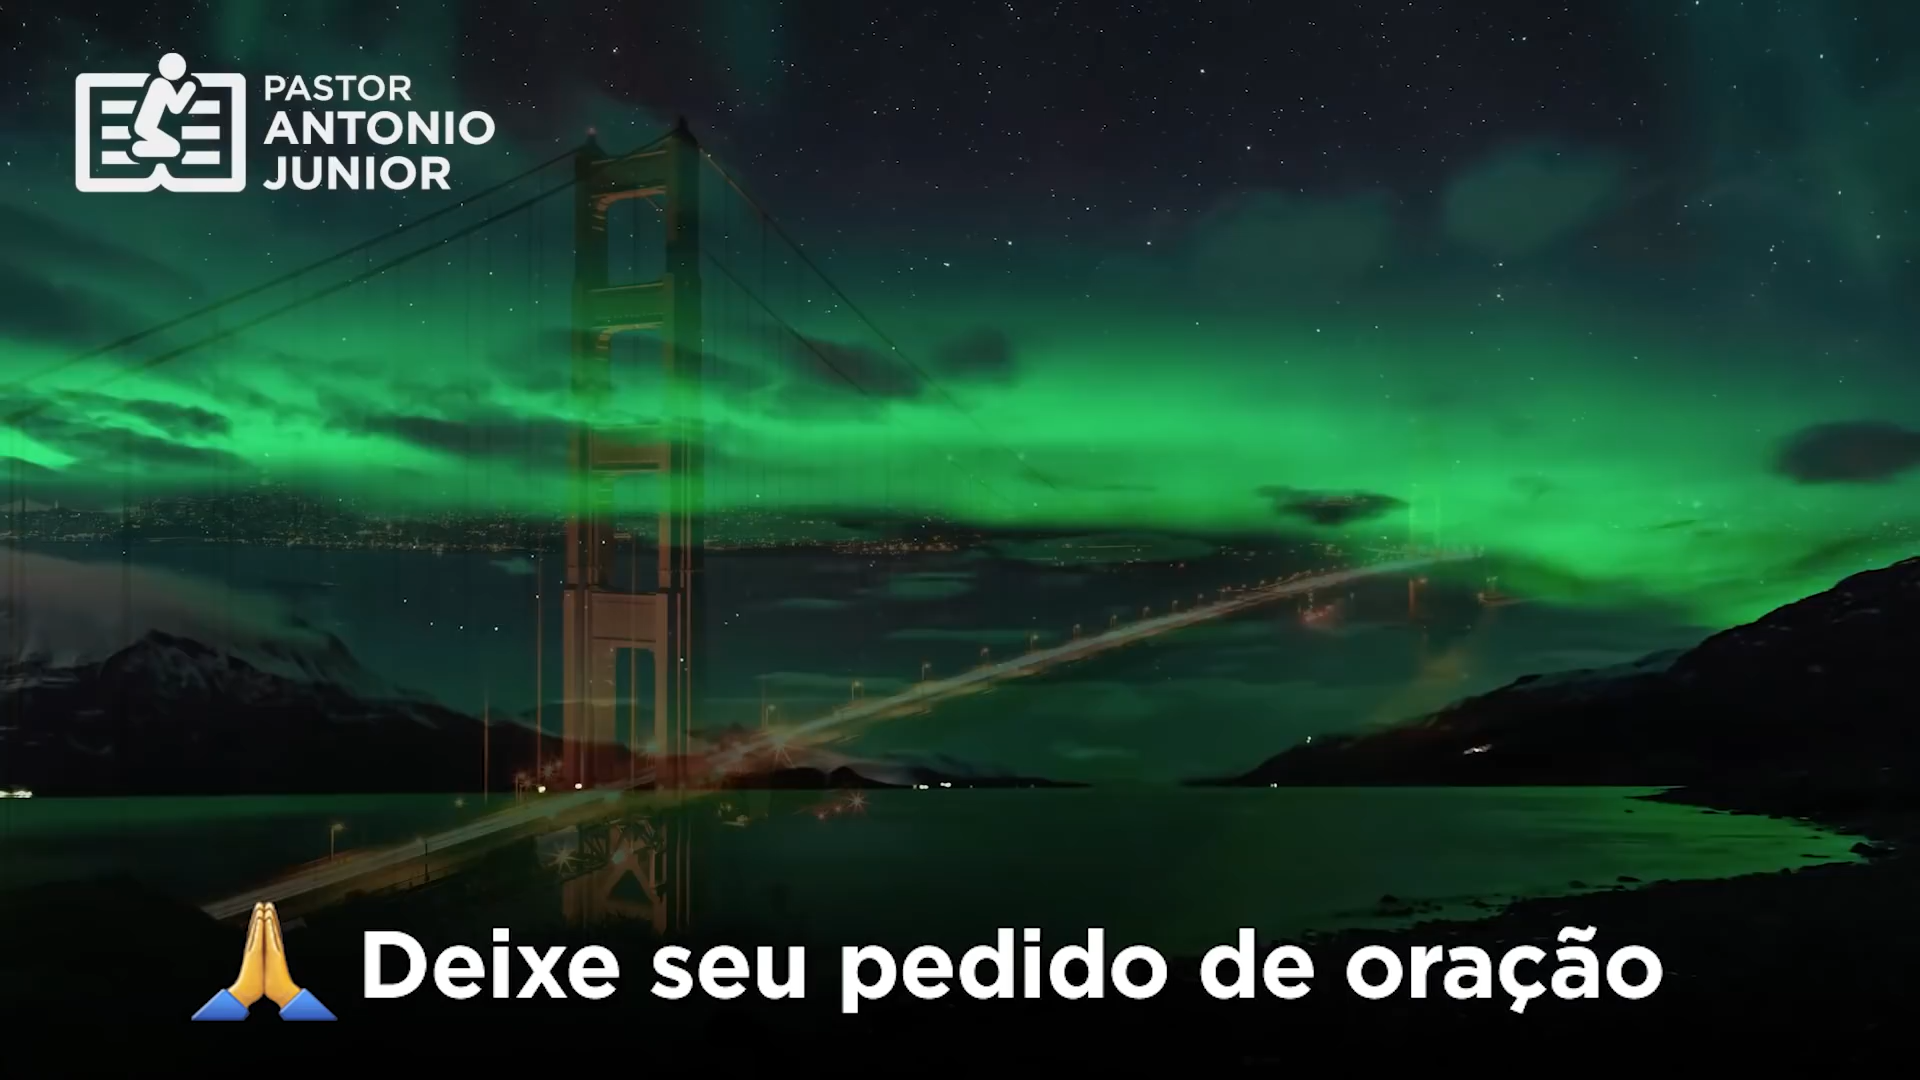 PASTOR
ANTONIO
JUNIOR
🙏 Deixe seu pedido de oração